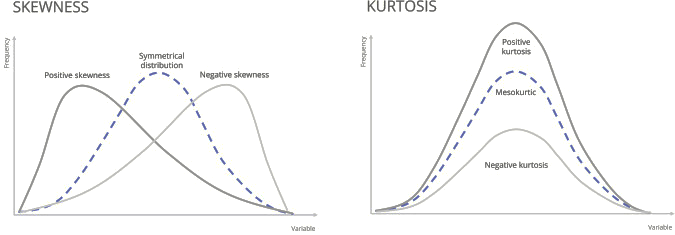 SKEWNESS
Frequency
Positive skewness
Symmetrical
distribution
Negative skewness
Variable
KURTOSIS
Frequency
Positive
kurtosis
Mesokurtic
Negative kurtosis
Variable